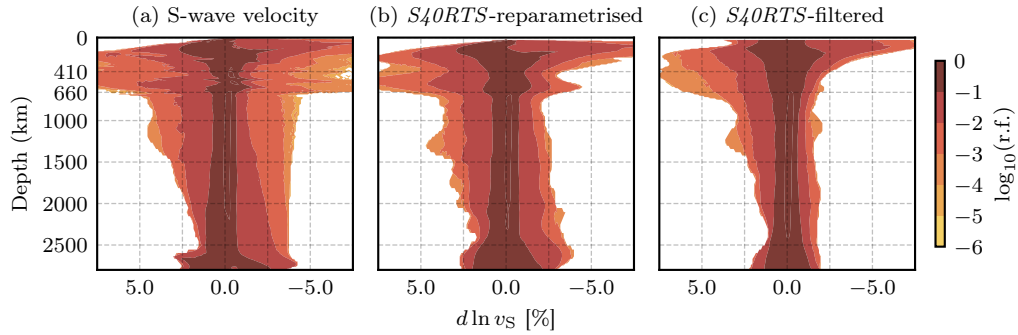 (a) S-wave velocity
(b) S40RTS-reparametrised
(c) S40RTS-filtered
Depth (km)
0
410
660
1000
1500
2000
2500
5.0 0.0 −5.0
5.0 0.0 −5.0
5.0 0.0 −5.0
d ln vS [%]
0
−1
−2
−3
−4
−5
−6
log10(r.f.)